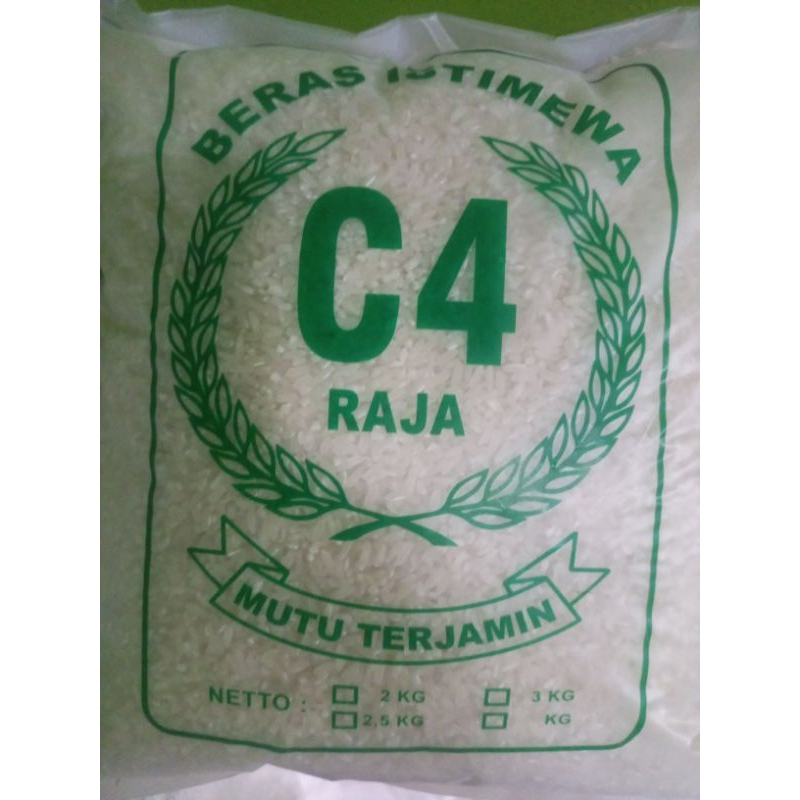 BERAS ISTIMEWA
C4
RAJA
MUTU TERJAMIN
NETTO : 2 KG 3 KG
2,5 KG KG